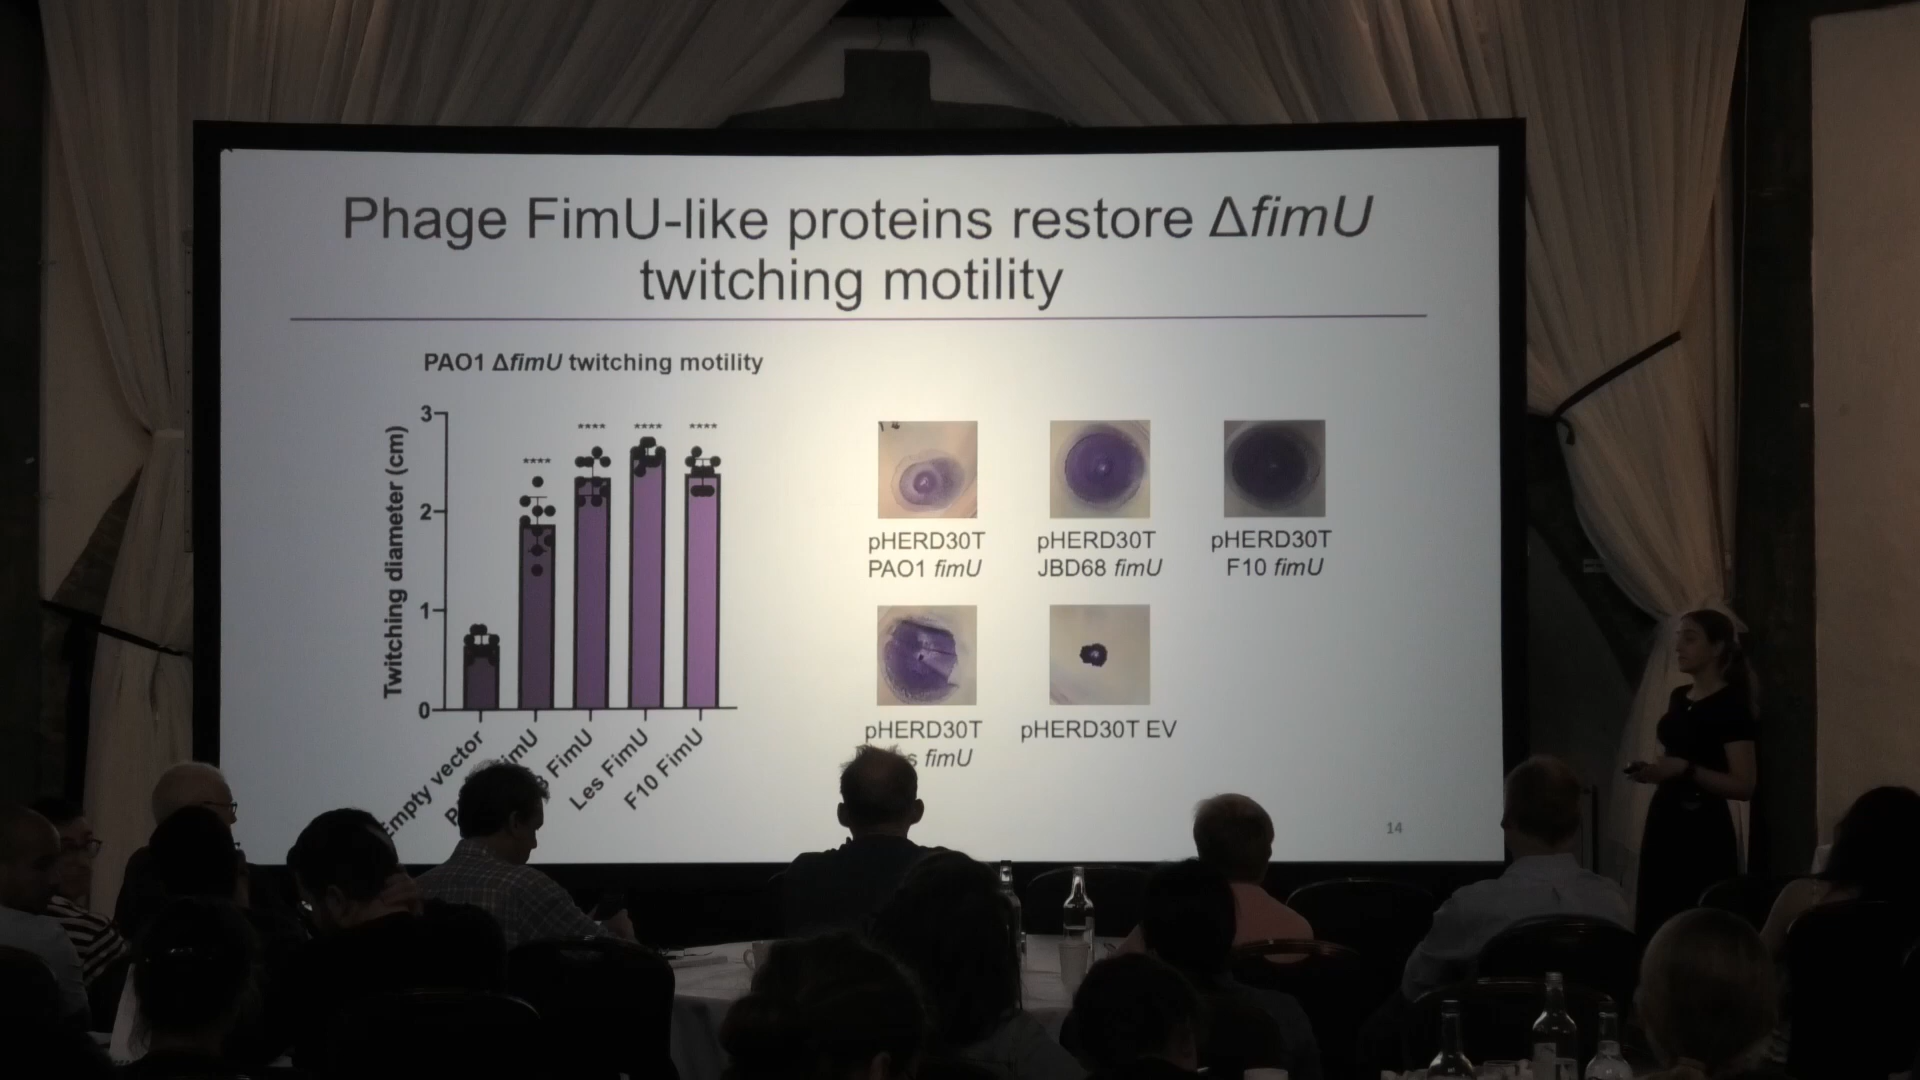 Phage FimU-like proteins restore ΔfimU
twitching motility
PAO1 ΔfimU twitching motility
Twitching diameter (cm)
3
2
1
0
****
****
****
****
Empty vector
FimU
FimU
Les FimU
F10 FimU
pHERD30T
PAO1 fimU
pHERD30T
JBD68 fimU
pHERD30T
F10 fimU
pHERD30T
fimU
pHERD30T EV
14